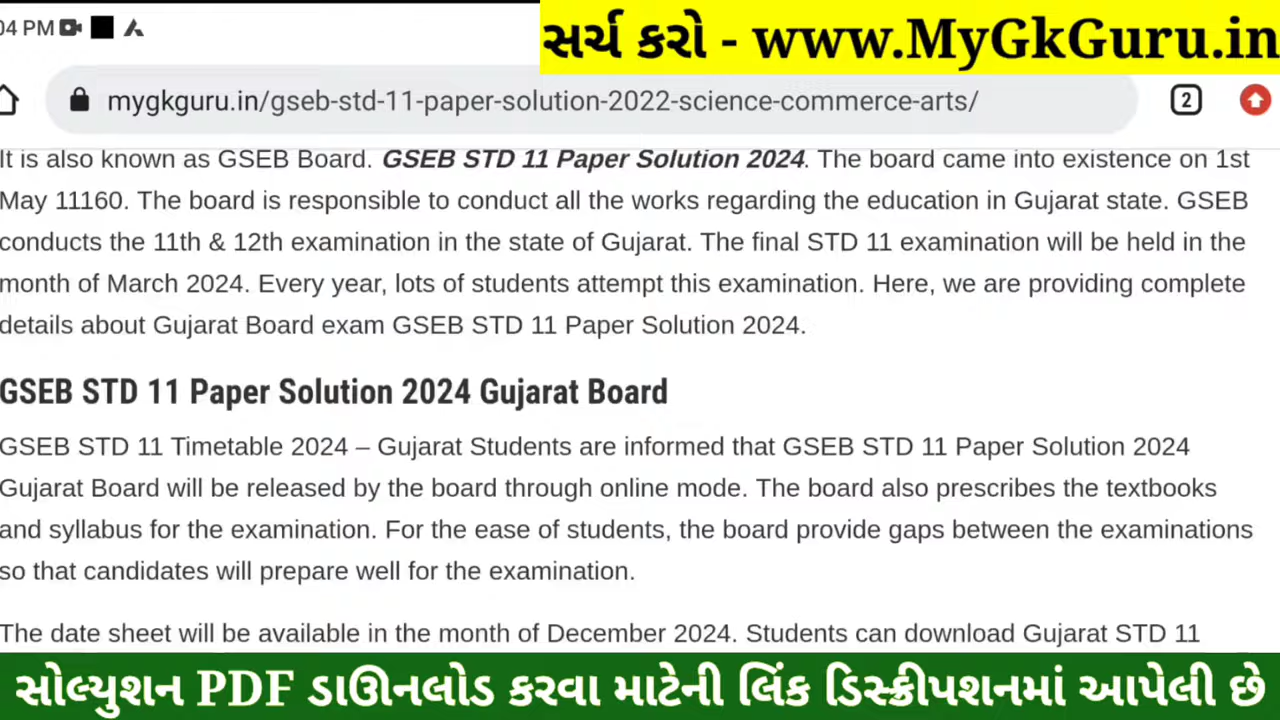 04 PM
સર્ચ કરો - www.MyGkGuru.in
mygkguru.in/gseb-std-11-paper-solution-2022-science-commerce-arts/
2
It is also known as GSEB Board. GSEB STD 11 Paper Solution 2024. The board came into existence on 1st
May 11160. The board is responsible to conduct all the works regarding the education in Gujarat state. GSEB
conducts the 11th & 12th examination in the state of Gujarat. The final STD 11 examination will be held in the
month of March 2024. Every year, lots of students attempt this examination. Here, we are providing complete
details about Gujarat Board exam GSEB STD 11 Paper Solution 2024.
GSEB STD 11 Paper Solution 2024 Gujarat Board
GSEB STD 11 Timetable 2024 – Gujarat Students are informed that GSEB STD 11 Paper Solution 2024
Gujarat Board will be released by the board through online mode. The board also prescribes the textbooks
and syllabus for the examination. For the ease of students, the board provide gaps between the examinations
so that candidates will prepare well for the examination.
The date sheet will be available in the month of December 2024. Students can download Gujarat STD 11
સોલ્યુશન PDF ડાઊનલોડ કરવા માટેની લિંક ડિસ્ક્રીપશનમાં આપેલી છે